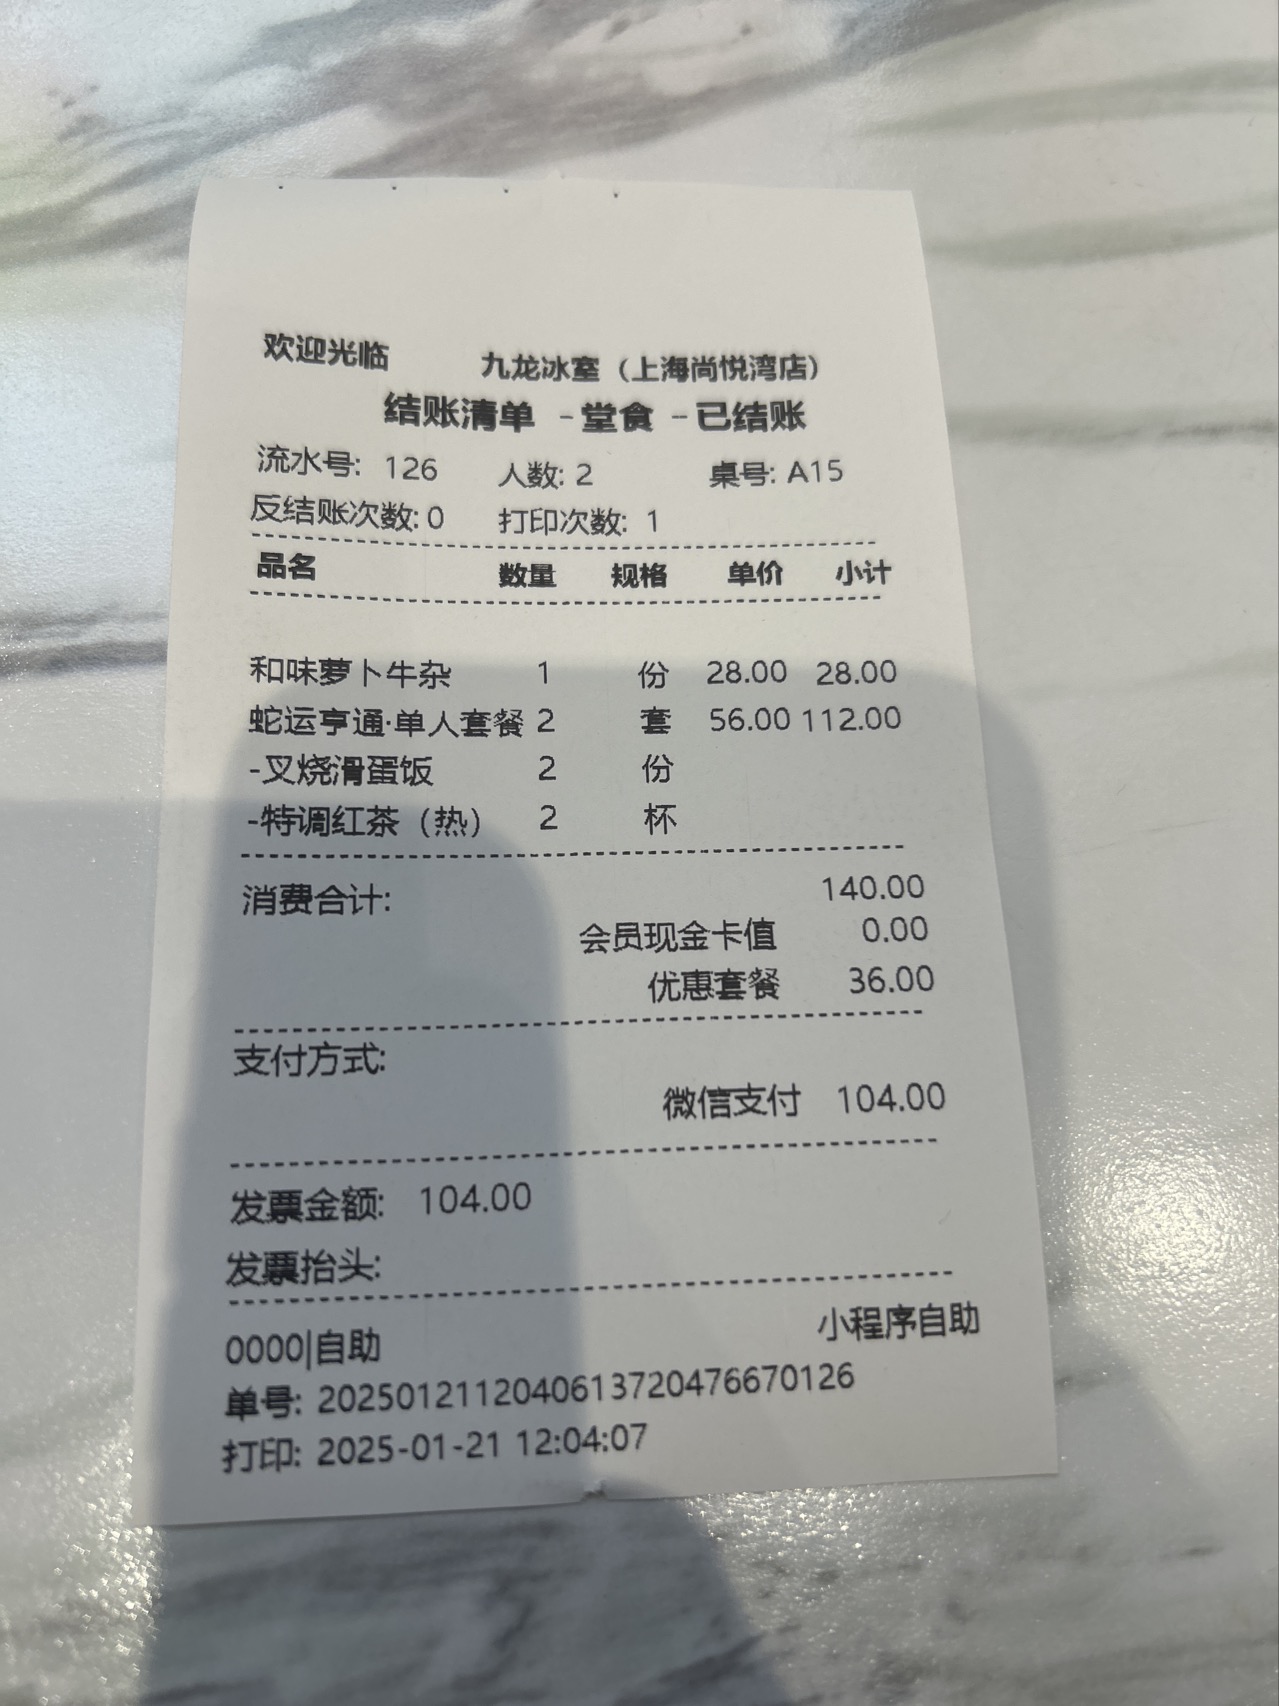 欢迎光临 九龙冰室（上海尚悦湾店）
结账清单 -堂食 -已结账
流水号: 126 人数: 2 桌号: A15
反结账次数: 0 打印次数: 1
品名 数量 规格 单价 小计
和味萝卜牛杂 1 份 28.00 28.00
蛇运亨通·单人套餐 2 套 56.00 112.00
-叉烧滑蛋饭 2 份
-特调红茶（热） 2 杯
消费合计: 140.00
会员现金卡值 0.00
优惠套餐 36.00
支付方式:
微信支付 104.00
发票金额: 104.00
发票抬头:
0000|自助 小程序自助
单号: 20250121120406137204766​70126
打印: 2025-01-21 12:04:07